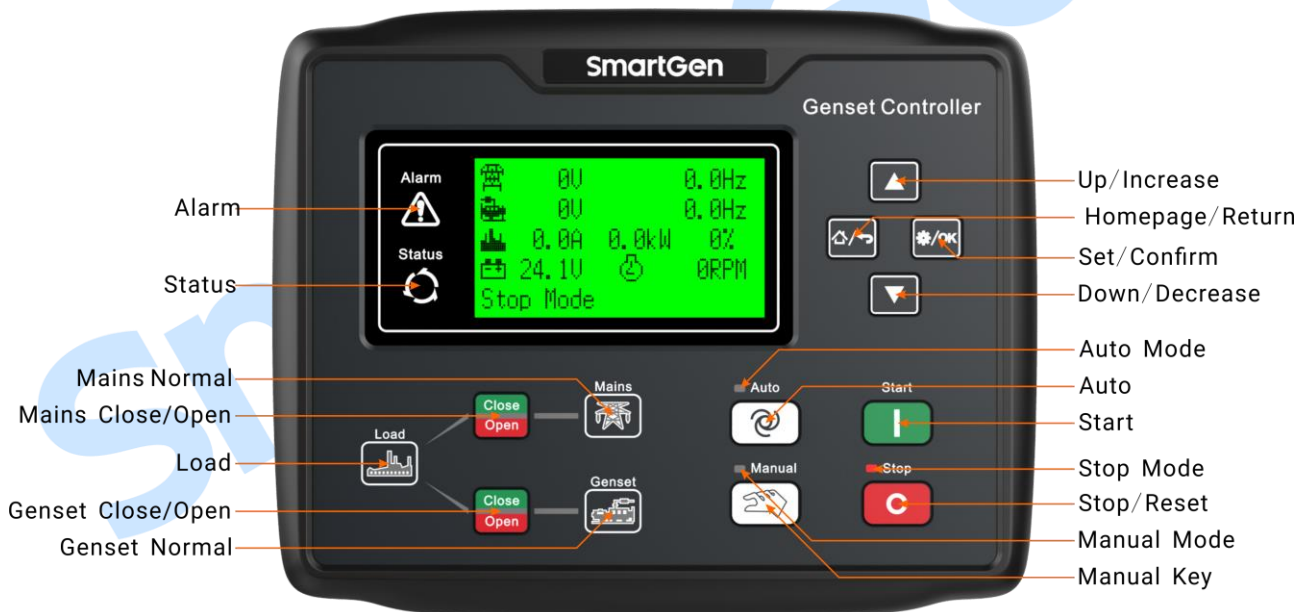 SmartGen
Genset Controller
Alarm
Status
0V 0.0Hz
0V 0.0Hz
0.0A 0.0kW 0%
24.1V 0RPM
Stop Mode
/OK
Mains
Close
Open
Load
Genset
Close
Open
Auto
Start
Manual
Stop
C
Alarm
Status
Mains Normal
Mains Close/Open
Load
Genset Close/Open
Genset Normal
Up/Increase
Homepage/Return
Set/Confirm
Down/Decrease
Auto Mode
Auto
Start
Stop Mode
Stop/Reset
Manual Mode
Manual Key